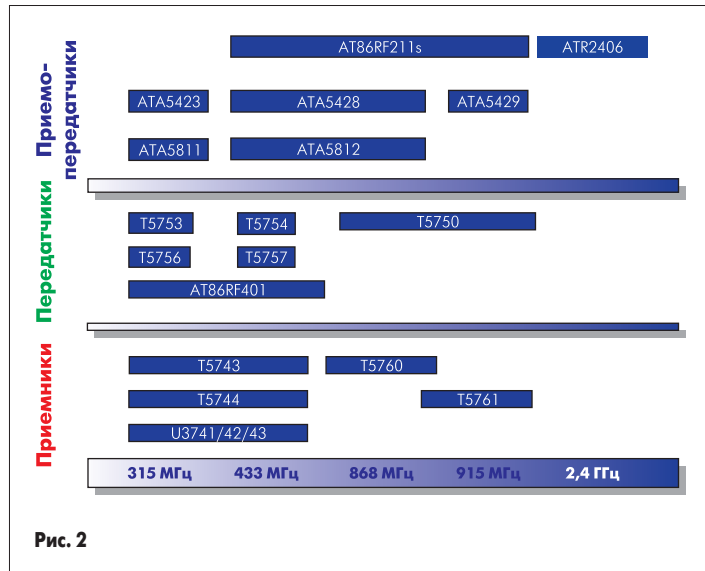 Приемо-
передатчики
AT86RF211s
ATR2406
ATA5423
ATA5428
ATA5429
ATA5811
ATA5812
Передатчики
T5753
T5754
T5750
T5756
T5757
AT86RF401
Приемники
T5743
T5760
T5744
T5761
U3741/42/43
315 МГц
433 МГц
868 МГц
915 МГц
2,4 ГГц
Рис. 2